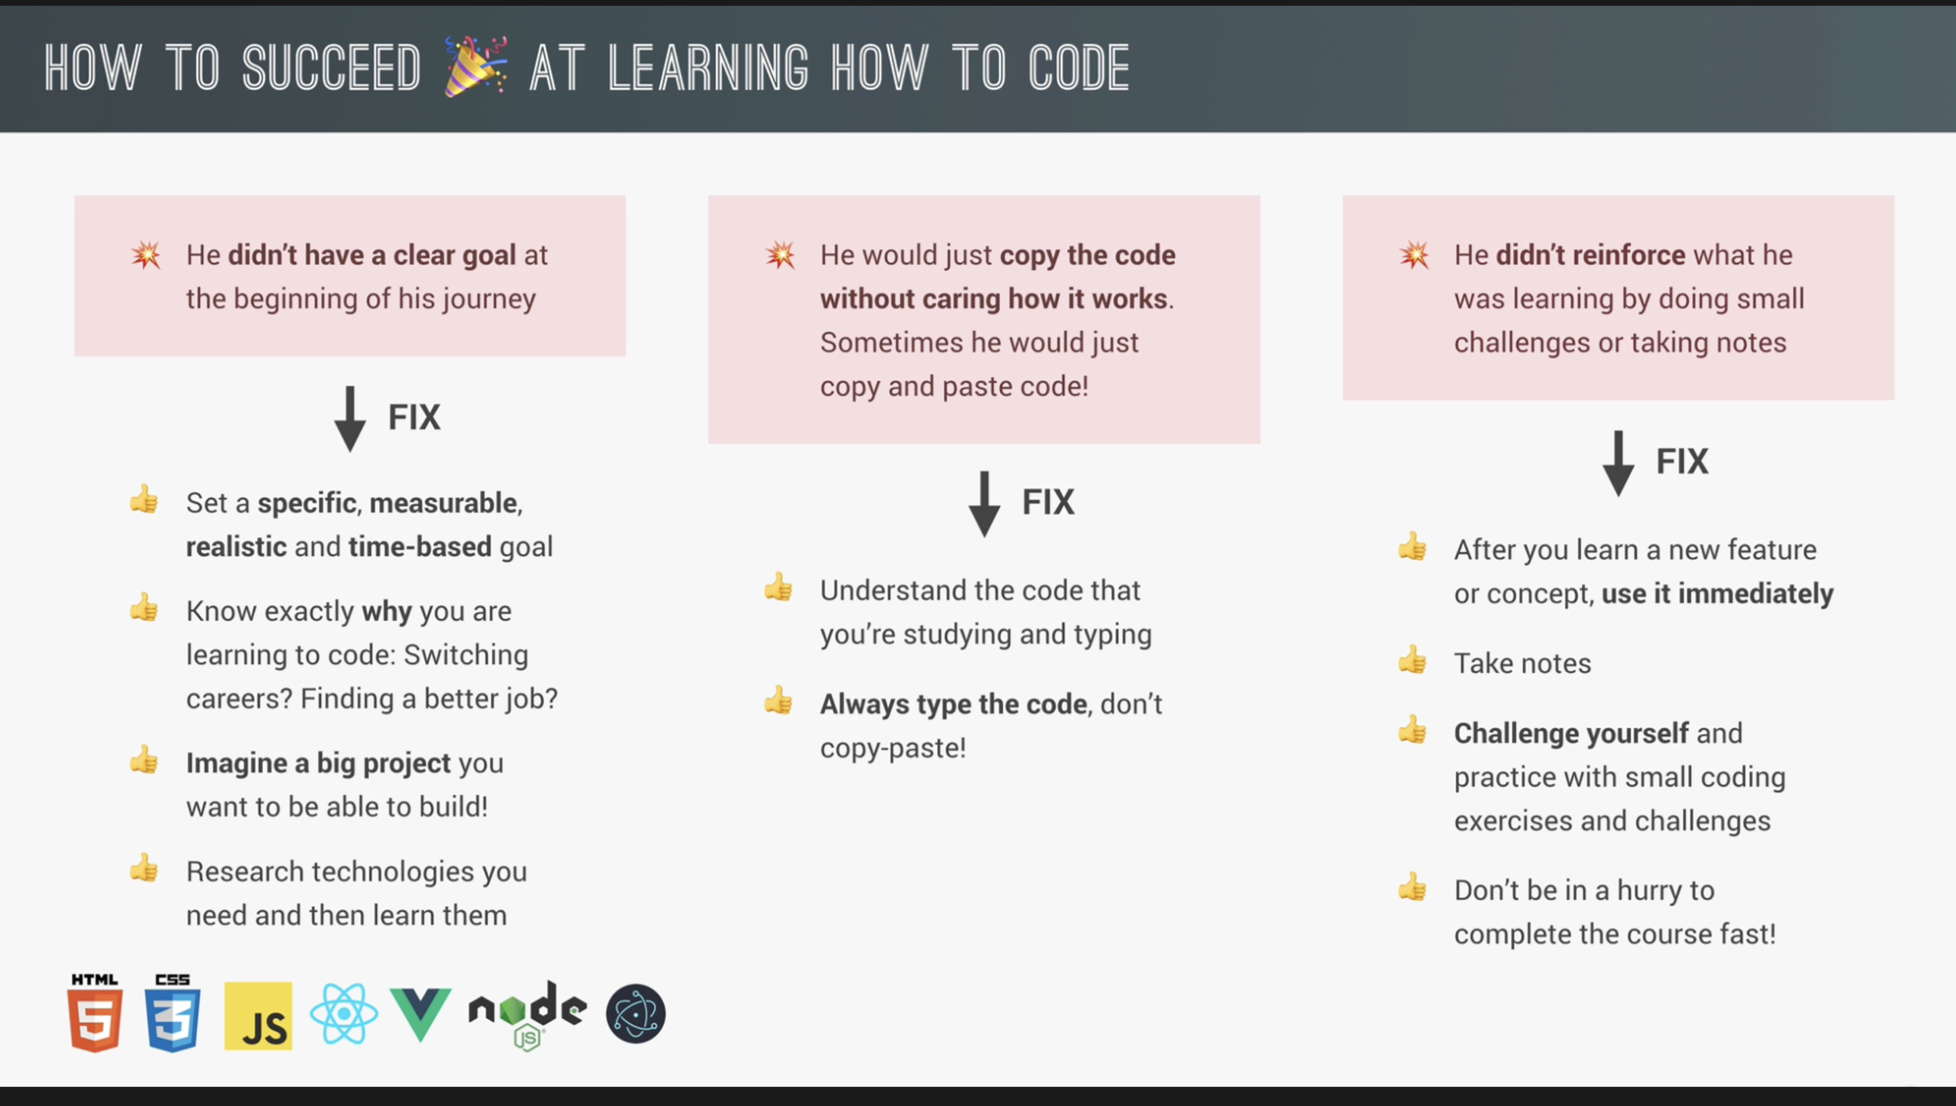 HOW TO SUCCEED 🎉 AT LEARNING HOW TO CODE
💥 He didn't have a clear goal at
the beginning of his journey
FIX
👍 Set a specific, measurable,
realistic and time-based goal
👍 Know exactly why you are
learning to code: Switching
careers? Finding a better job?
👍 Imagine a big project you
want to be able to build!
👍 Research technologies you
need and then learn them
HTML
5
CSS
3
JS
node
JS
💥 He would just copy the code
without caring how it works.
Sometimes he would just
copy and paste code!
FIX
👍 Understand the code that
you're studying and typing
👍 Always type the code, don't
copy-paste!
💥 He didn't reinforce what he
was learning by doing small
challenges or taking notes
FIX
👍 After you learn a new feature
or concept, use it immediately
👍 Take notes
👍 Challenge yourself and
practice with small coding
exercises and challenges
👍 Don't be in a hurry to
complete the course fast!